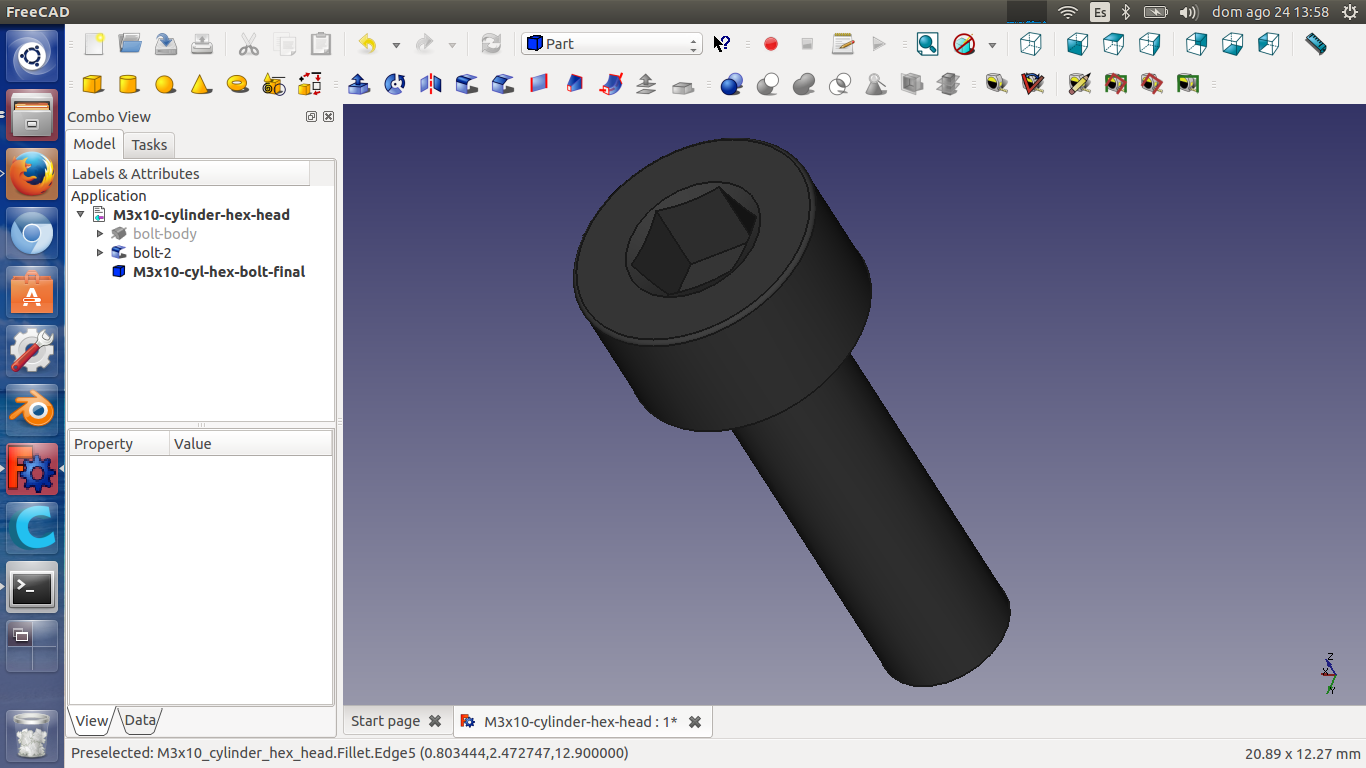 FreeCAD
Es
dom ago 24 13:58
Part
Combo View
Model
Tasks
Labels & Attributes
Application
M3x10-cylinder-hex-head
bolt-body
bolt-2
M3x10-cyl-hex-bolt-final
Property
Value
View
Data
Z
X
Y
Start page
M3x10-cylinder-hex-head : 1*
Preselected: M3x10_cylinder_hex_head.Fillet.Edge5 (0.803444,2.472747,12.900000)
20.89 x 12.27 mm